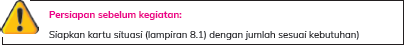 Persiapan sebelum kegiatan:
Siapkan kartu situasi (lampiran 8.1) dengan jumlah sesuai kebutuhan)